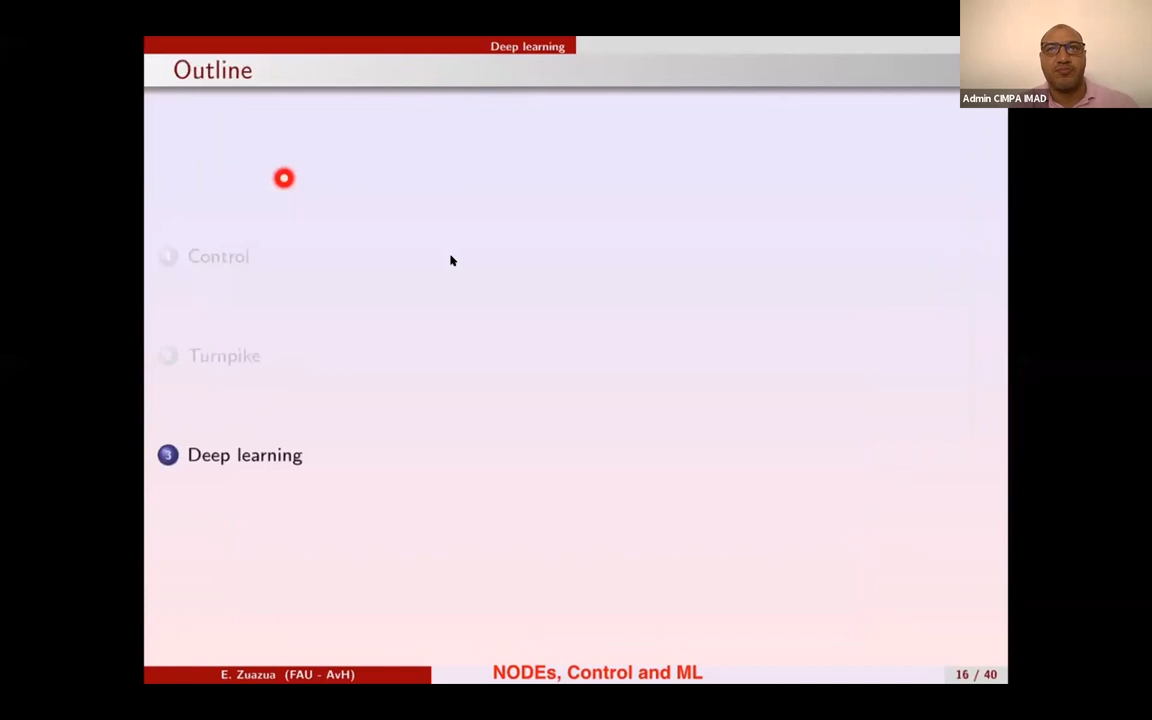 Deep learning
Outline
Admin CIMPA IMAD
Control
Turnpike
3 Deep learning
E. Zuazua (FAU - AvH)
NODEs, Control and ML
16 / 40